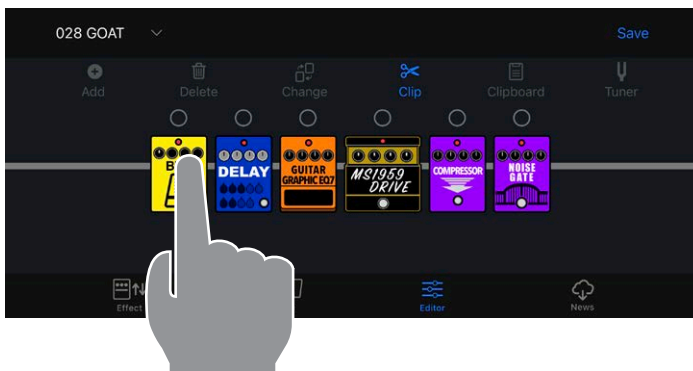 028 GOAT
Save
Add
Delete
Change
Clip
Clipboard
Tuner
DELAY
GUITAR
GRAPHIC EQ7
MS1959
DRIVE
COMPRESSOR
NOISE
GATE
Effect
Editor
News